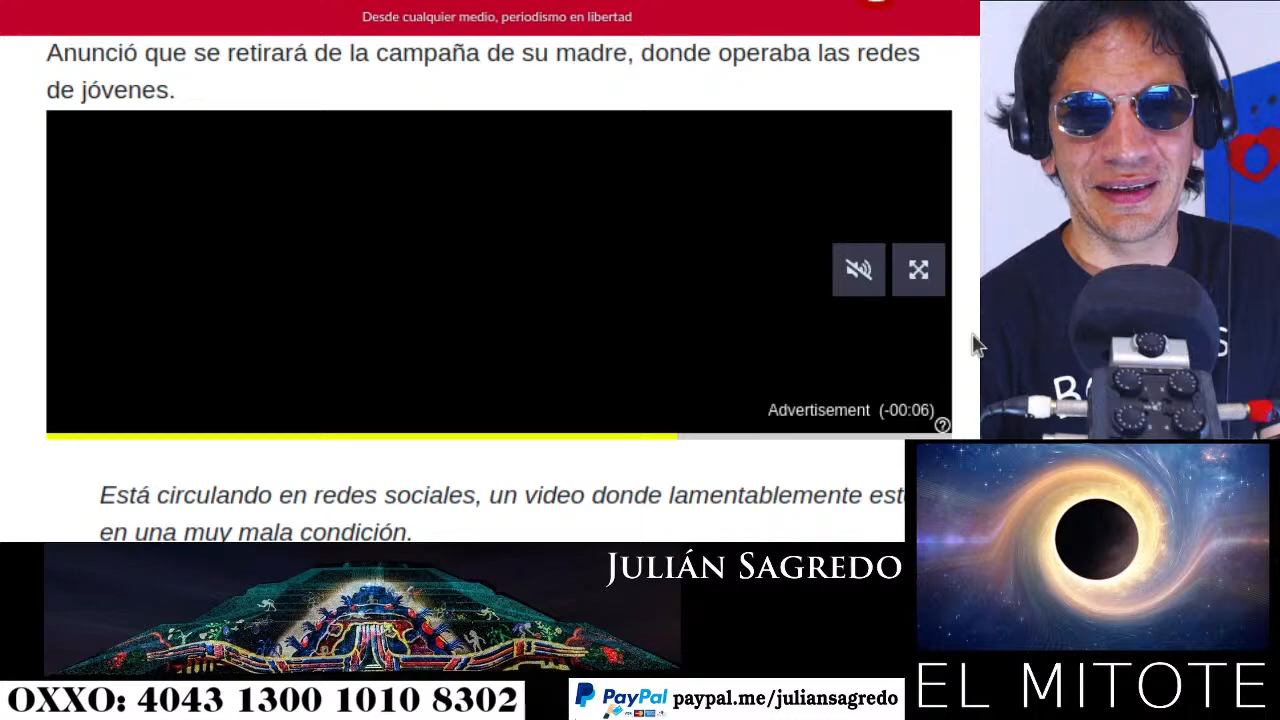 Desde cualquier medio, periodismo en libertad
Anunció que se retirará de la campaña de su madre, donde operaba las redes
de jóvenes.
Advertisement (-00:06)
Está circulando en redes sociales, un video donde lamentablemente
en una muy mala condición.
JULIÁN SAGREDO
OXXO: 4043 1300 1010 8302
PayPal paypal.me/juliansagredo
EL MITOTE